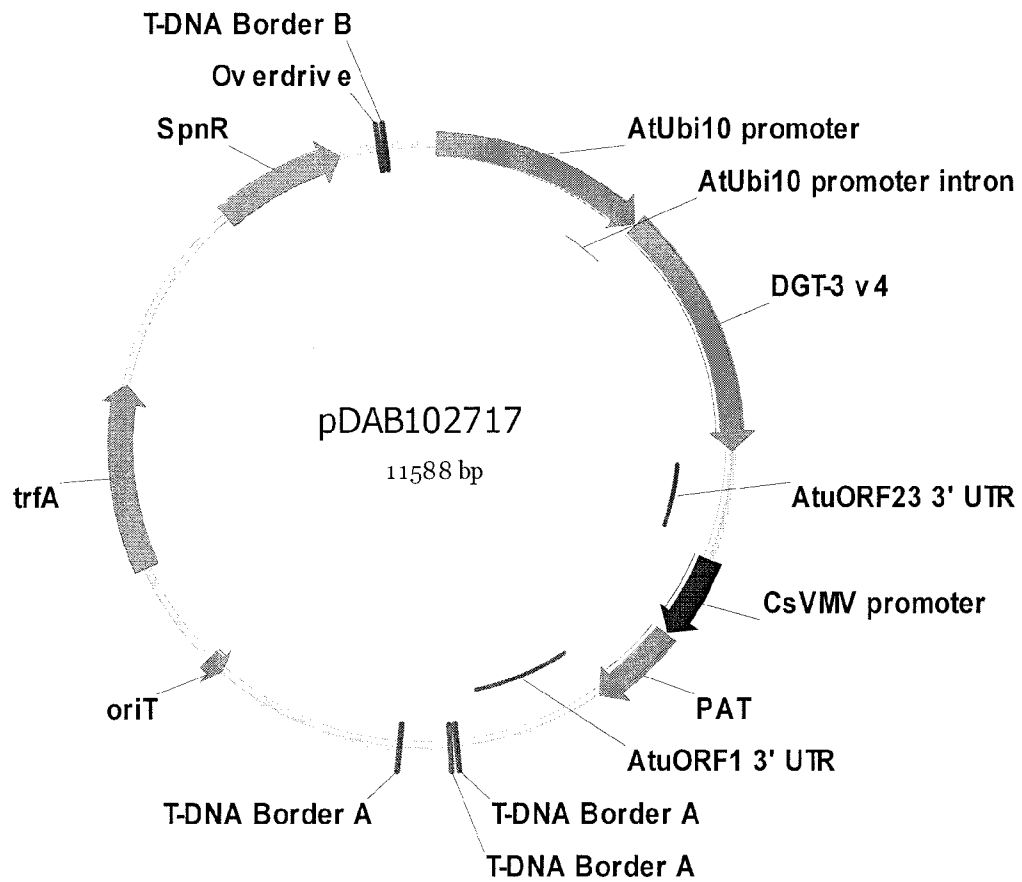 T-DNA Border B
Overdrive
SpnR
AtUbi10 promoter
AtUbi10 promoter intron
DGT-3 v4
pDAB102717
11588 bp
trfA
AtuORF23 3' UTR
CsVMV promoter
oriT
PAT
AtuORF1 3' UTR
T-DNA Border A
T-DNA Border A
T-DNA Border A